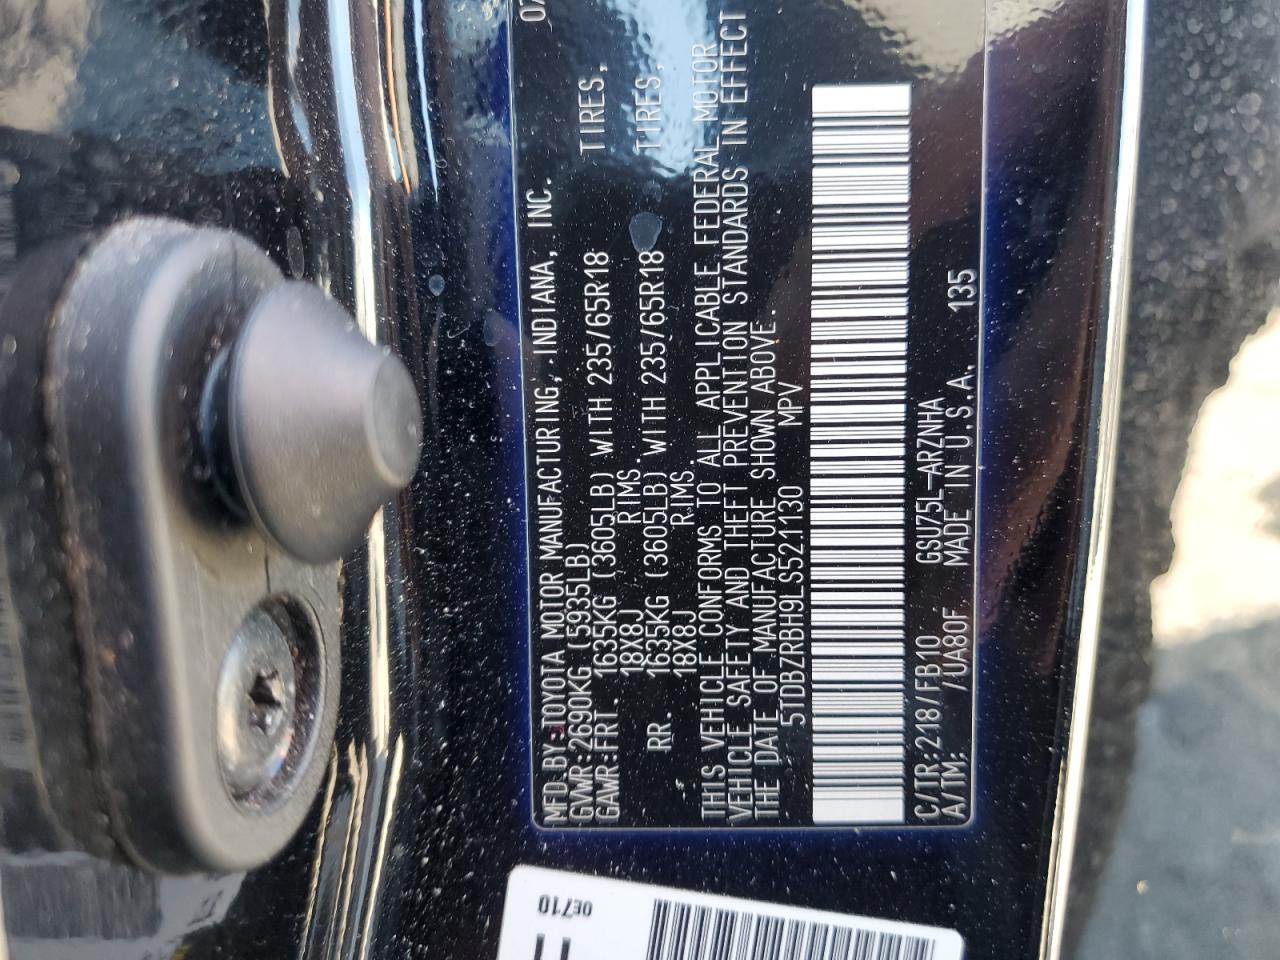 MFD.BY:TOYOTA MOTOR MANUFACTURING, INDIANA, INC. 07
GVWR:2690KG (5935LB)
GAWR:FRT 1635KG (3605LB) WITH 235/65R18 TIRES,
18X8J RIMS.
RR. 1635KG (3605LB) WITH 235/65R18 TIRES,
18X8J RIMS.
THIS VEHICLE CONFORMS TO ALL APPLICABLE FEDERAL MOTOR
VEHICLE SAFETY AND THEFT PREVENTION STANDARDS IN EFFECT
THE DATE OF MANUFACTURE SHOWN ABOVE.
5TDBZRBH9LS521130 MPV
C/TR:218/FB10 GSU75L-ARZNHA
A/TM: /UA80F MADE IN U.S.A. 135
0E710